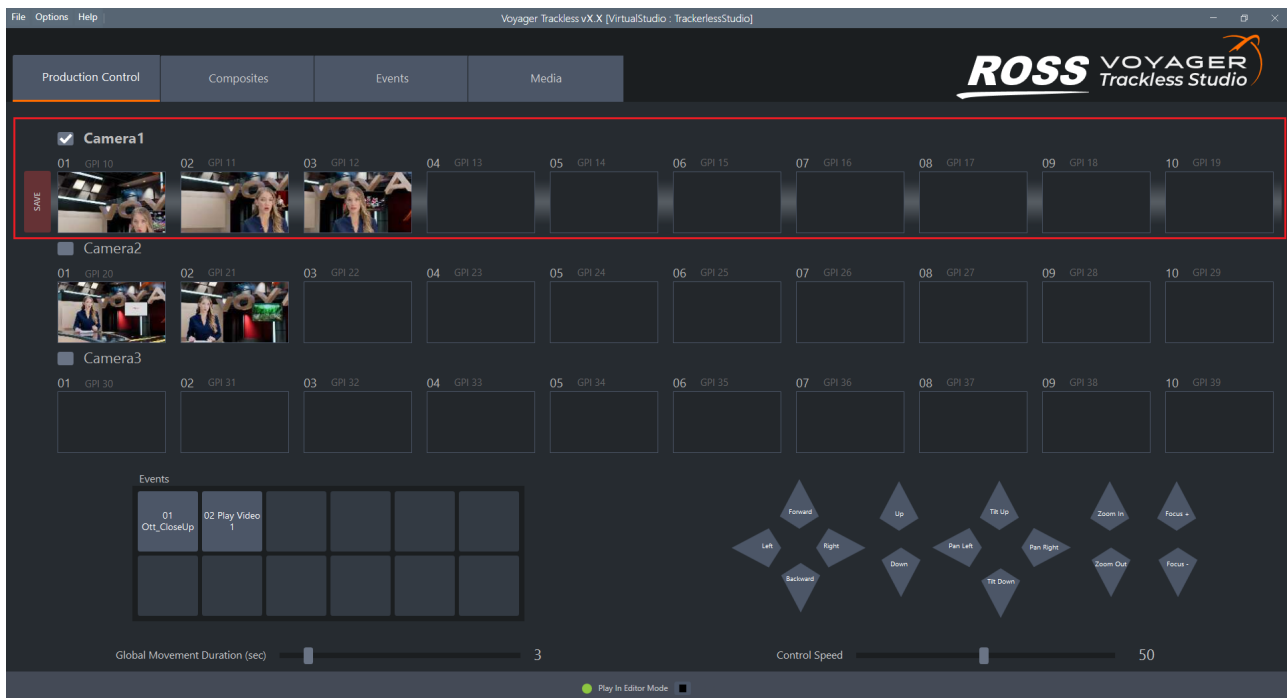 File Options Help
Voyager Trackless vX.X [VirtualStudio : TrackerlessStudio]
Production Control Composites Events Media
ROSS VOYAGER
Trackless Studio
Camera1
01 GPI 10 02 GPI 11 03 GPI 12 04 GPI 13 05 GPI 14 06 GPI 15 07 GPI 16 08 GPI 17 09 GPI 18 10 GPI 19
SAVE
Camera2
01 GPI 20 02 GPI 21 03 GPI 22 04 GPI 23 05 GPI 24 06 GPI 25 07 GPI 26 08 GPI 27 09 GPI 28 10 GPI 29
Camera3
01 GPI 30 02 GPI 31 03 GPI 32 04 GPI 33 05 GPI 34 06 GPI 35 07 GPI 36 08 GPI 37 09 GPI 38 10 GPI 39
Events
01
Ott_CloseUp
02 Play Video
1
Forward
Left Right
Backward
Up
Down
Tilt Up
Pan Left Pan Right
Tilt Down
Zoom In
Zoom Out
Focus +
Focus -
Global Movement Duration (sec) 3
Control Speed 50
Play In Editor Mode